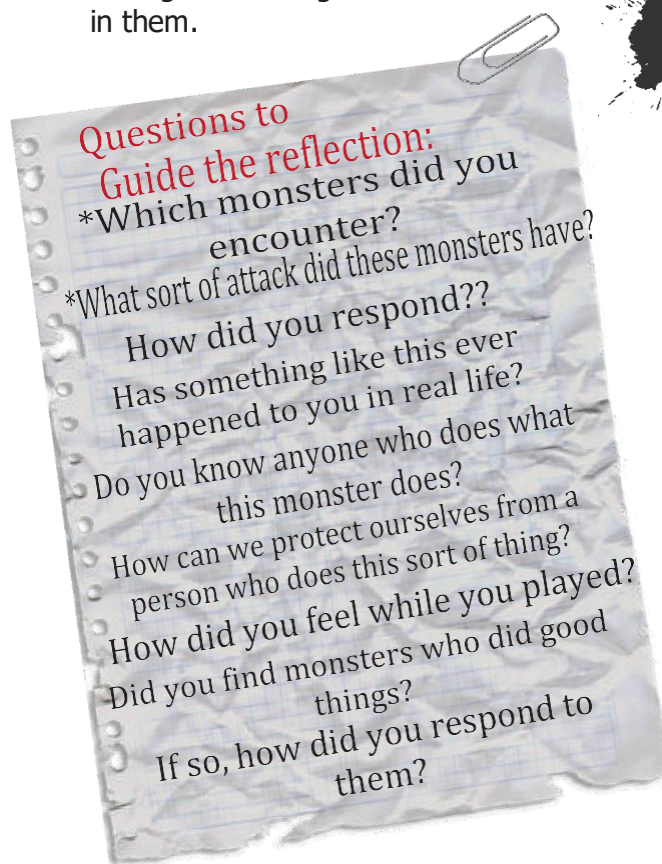 in them.
Questions to
Guide the reflection:
*Which monsters did you
encounter?
*What sort of attack did these monsters have?
How did you respond??
Has something like this ever
happened to you in real life?
Do you know anyone who does what
this monster does?
How can we protect ourselves from a
person who does this sort of thing?
How did you feel while you played?
Did you find monsters who did good
things?
If so, how did you respond to
them?